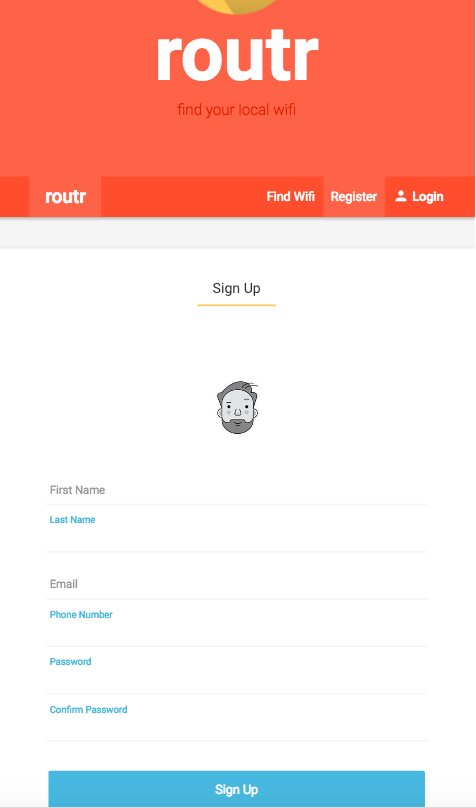 routr
find your local wifi
routr Find Wifi Register Login
Sign Up
First Name
Last Name
Email
Phone Number
Password
Confirm Password
Sign Up